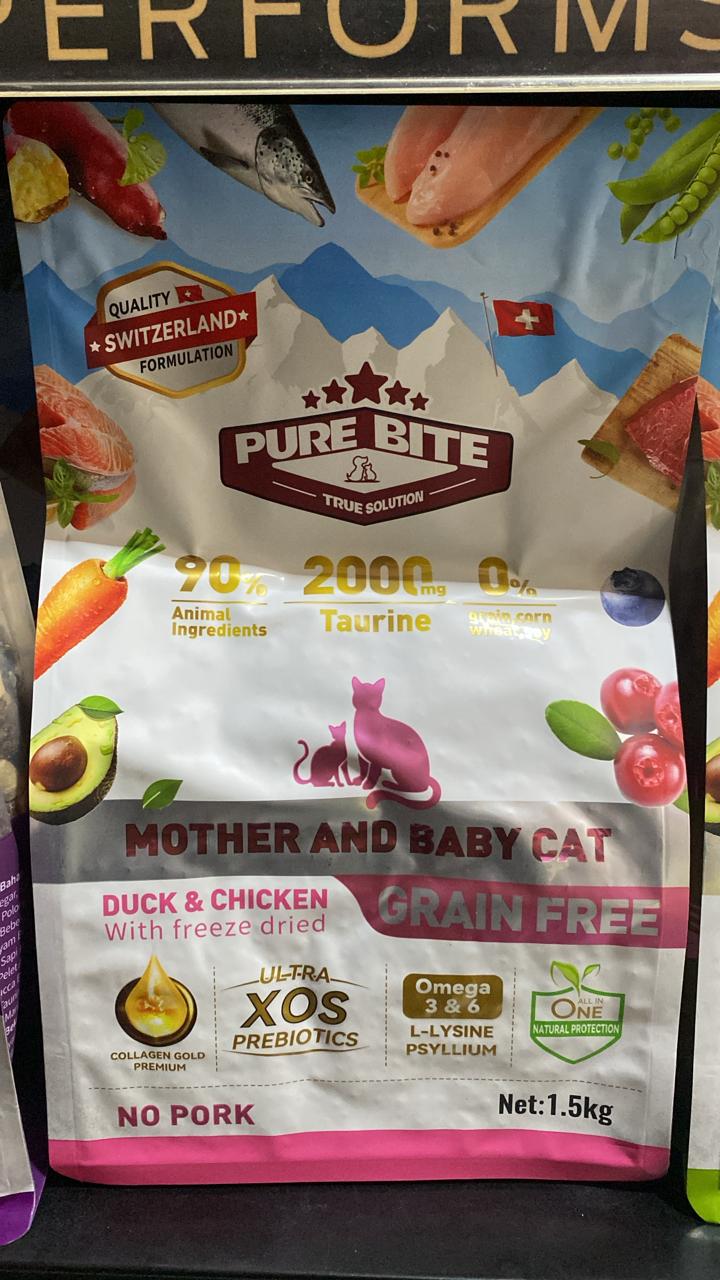 PERFORMS
QUALITY
SWITZERLAND
FORMULATION
PURE BITE
TRUE SOLUTION
90%
Animal
Ingredients
2000mg
Taurine
0%
grain,corn
wheat,soy
MOTHER AND BABY CAT
DUCK & CHICKEN
With freeze dried
GRAIN FREE
COLLAGEN GOLD
PREMIUM
ULTRA
XOS
PREBIOTICS
Omega
3 & 6
L-LYSINE
PSYLLIUM
ALL IN
ONE
NATURAL PROTECTION
NO PORK
Net:1.5kg